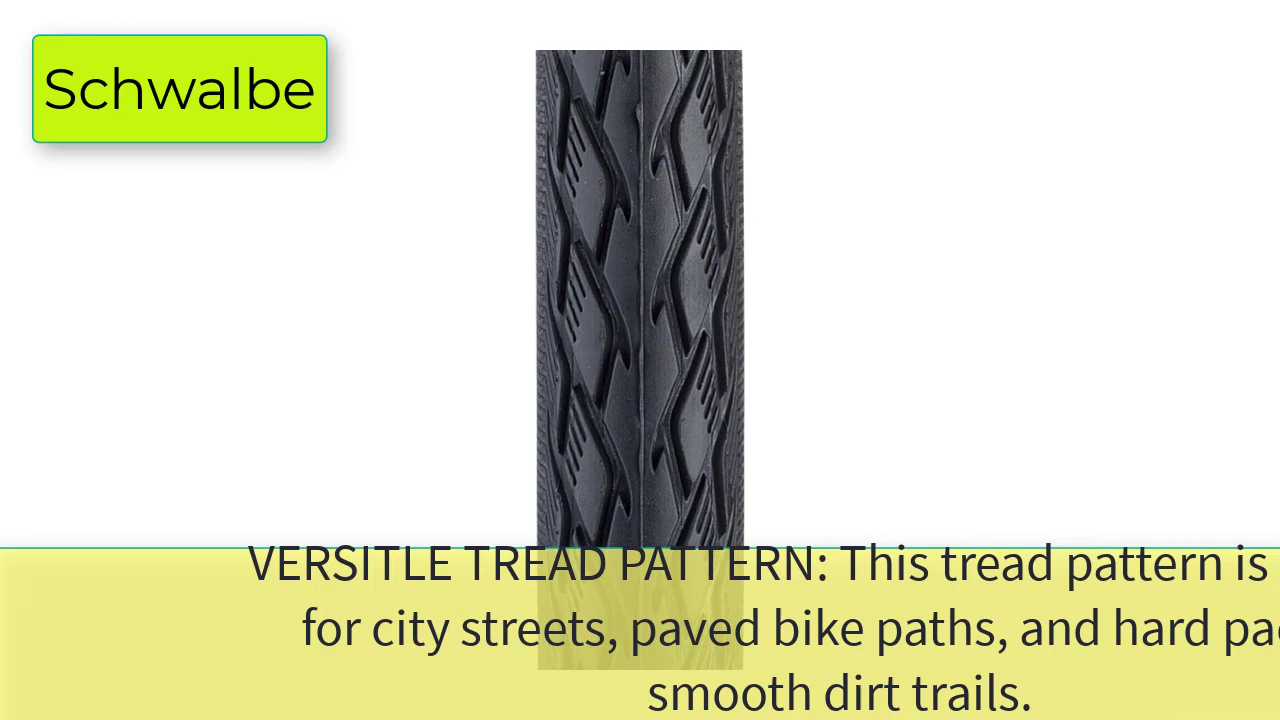 Schwalbe
VERSITLE TREAD PATTERN: This tread pattern is
for city streets, paved bike paths, and hard
smooth dirt trails.